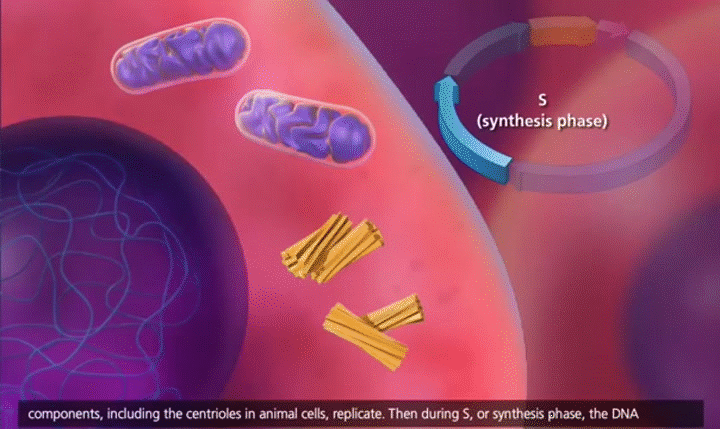 S
(synthesis phase)
components, including the centrioles in animal cells, replicate. Then during S, or synthesis phase, the DNA